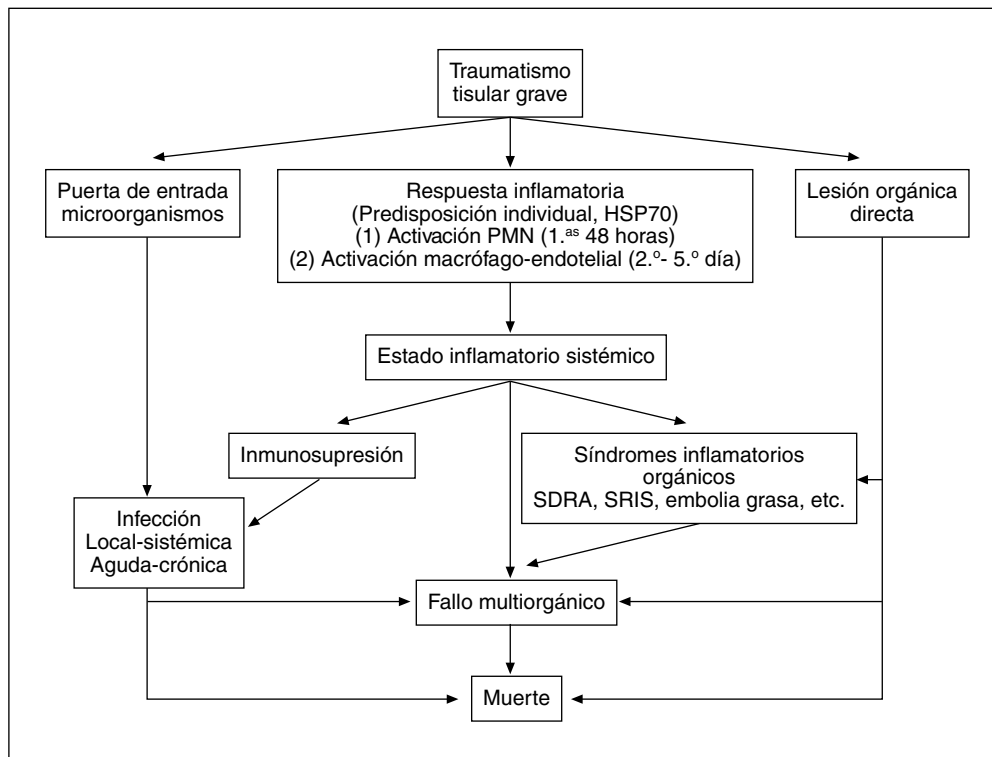 Traumatismo
tisular grave
Puerta de entrada
microorganismos
Respuesta inflamatoria
(Predisposición individual, HSP70)
(1) Activación PMN (1.as 48 horas)
(2) Activación macrófago-endotelial (2.º- 5.º día)
Lesión orgánica
directa
Estado inflamatorio sistémico
Inmunosupresión
Síndromes inflamatorios
orgánicos
SDRA, SRIS, embolia grasa, etc.
Infección
Local-sistémica
Aguda-crónica
Fallo multiorgánico
Muerte